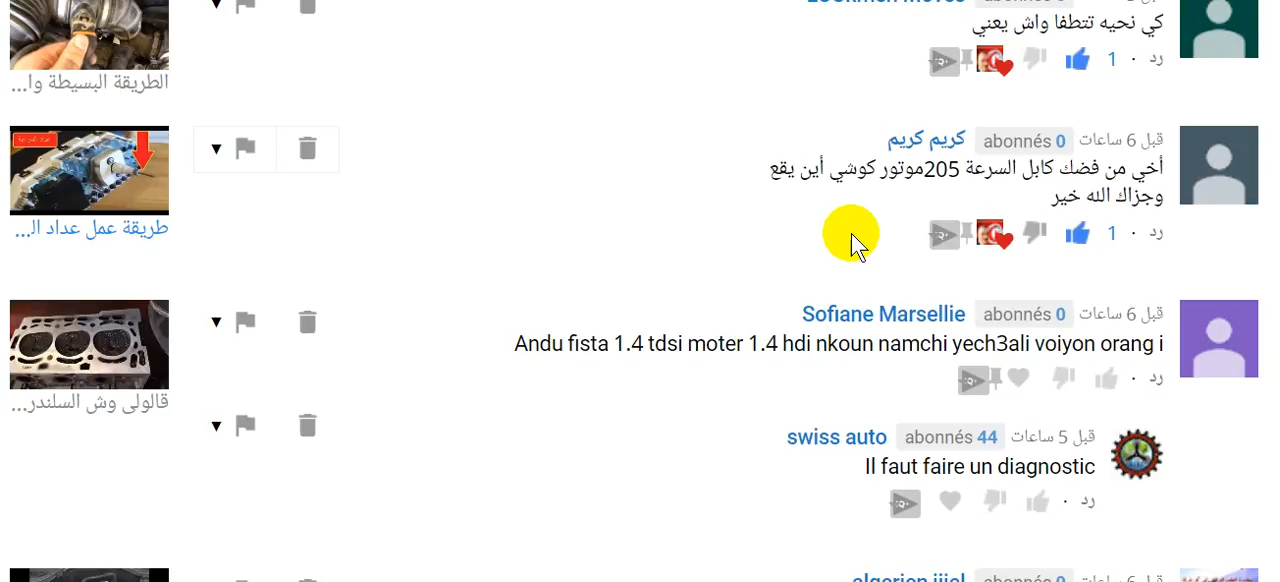 كي نحيه تتطفا واش يعني
رد · 1
الطريقة البسيطة وا...
كريم كريم abonnés 0 قبل 6 ساعات
أخي من فضك كابل السرعة 205موتور كوشي أين يقع
وجزاك الله خير
رد · 1
طريقة عمل عداد ال...
Sofiane Marsellie abonnés 0 قبل 6 ساعات
Andu fista 1.4 tdsi moter 1.4 hdi nkoun namchi yech3ali voiyon orang i
رد ·
قالولى وش السلندر...
swiss auto abonnés 44 قبل 5 ساعات
Il faut faire un diagnostic
رد ·